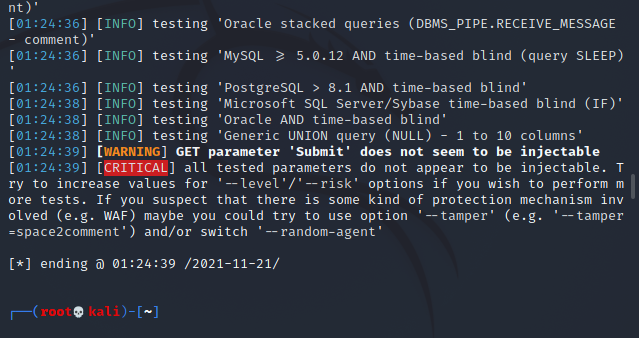 nt)'
[01:24:36] [INFO] testing 'Oracle stacked queries (DBMS_PIPE.RECEIVE_MESSAGE
- comment)'
[01:24:36] [INFO] testing 'MySQL ≥ 5.0.12 AND time-based blind (query SLEEP)
'
[01:24:36] [INFO] testing 'PostgreSQL > 8.1 AND time-based blind'
[01:24:38] [INFO] testing 'Microsoft SQL Server/Sybase time-based blind (IF)'
[01:24:38] [INFO] testing 'Oracle AND time-based blind'
[01:24:38] [INFO] testing 'Generic UNION query (NULL) - 1 to 10 columns'
[01:24:39] [WARNING] GET parameter 'Submit' does not seem to be injectable
[01:24:39] [CRITICAL] all tested parameters do not appear to be injectable. T
ry to increase values for '--level'/'--risk' options if you wish to perform m
ore tests. If you suspect that there is some kind of protection mechanism inv
olved (e.g. WAF) maybe you could try to use option '--tamper' (e.g. '--tamper
=space2comment') and/or switch '--random-agent'
[*] ending @ 01:24:39 /2021-11-21/
┌──(root💀kali)-[~]